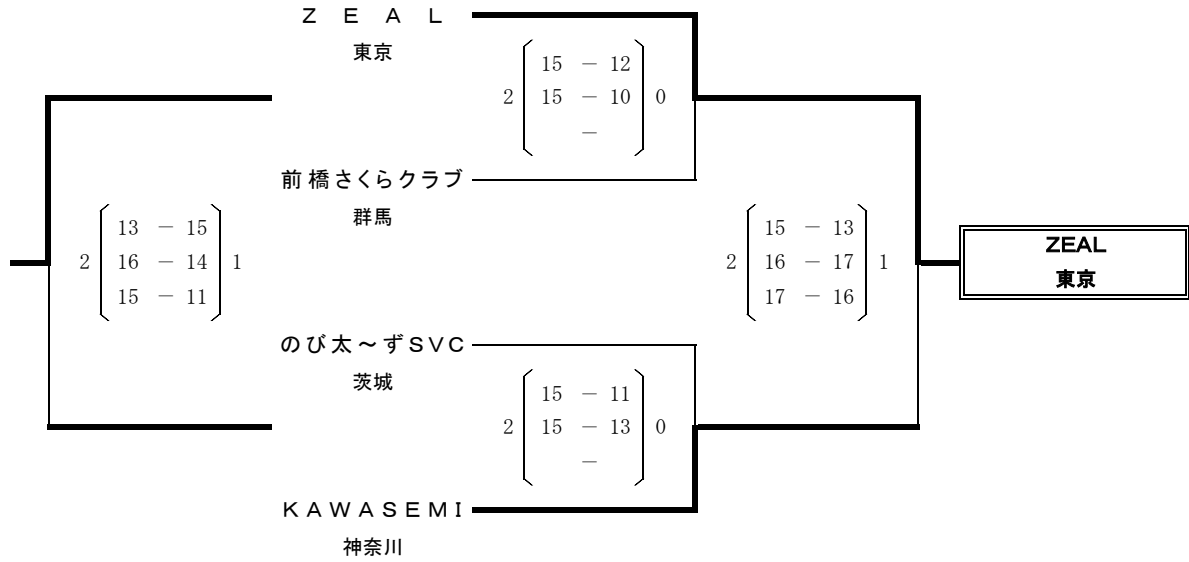 ＺＥＡＬ
東京
2 15 － 12
15 － 10 0
－
前橋さくらクラブ
群馬
2 13 － 15
16 － 14 1
15 － 11
2 15 － 13
16 － 17 1
17 － 16
ZEAL
東京
のび太～ずSVC
茨城
2 15 － 11
15 － 13 0
－
ＫＡＷＡＳＥＭＩ
神奈川